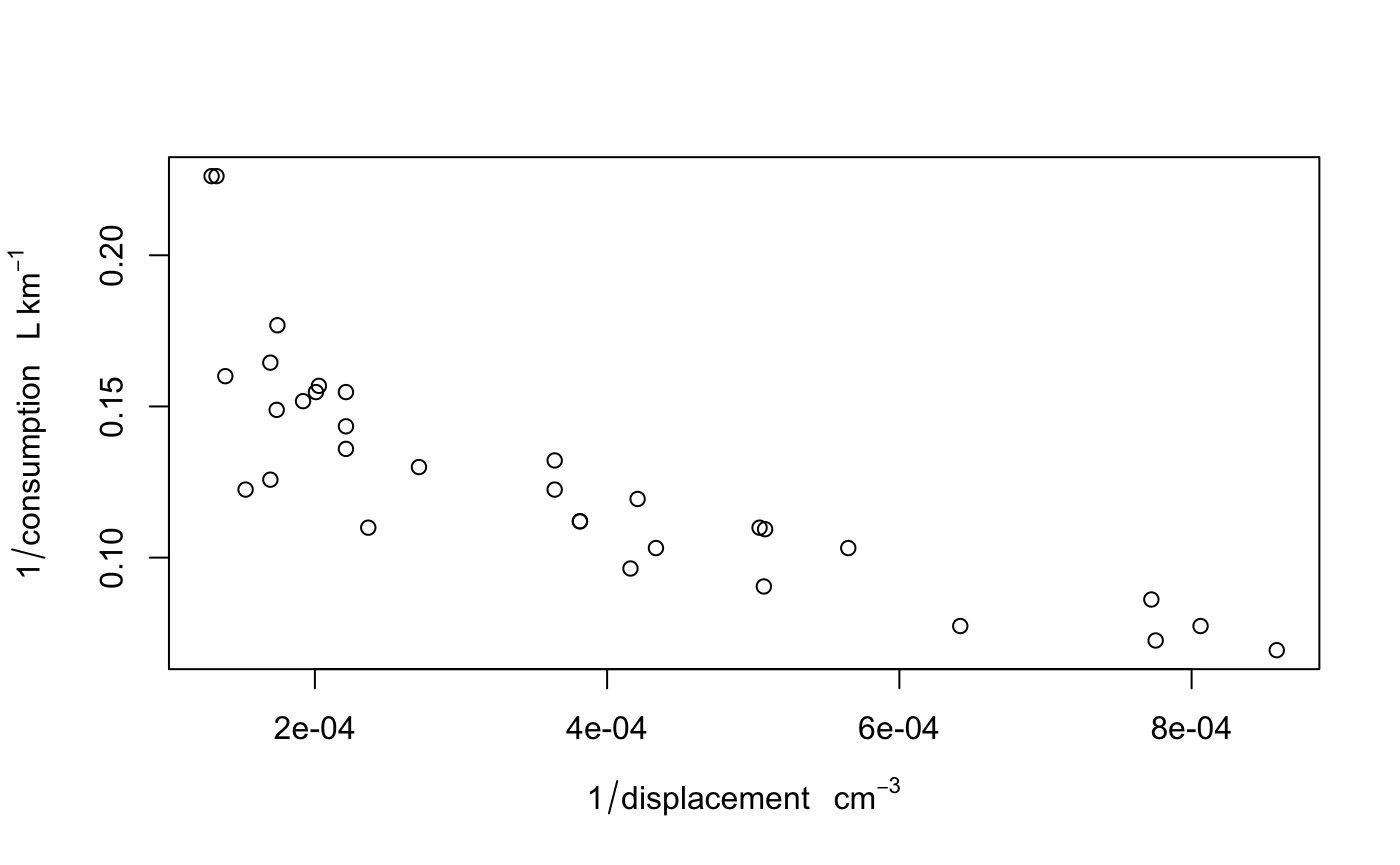 0.20
0.15
0.10
1/consumption L km⁻¹
2e-04 4e-04 6e-04 8e-04
1/displacement cm⁻³